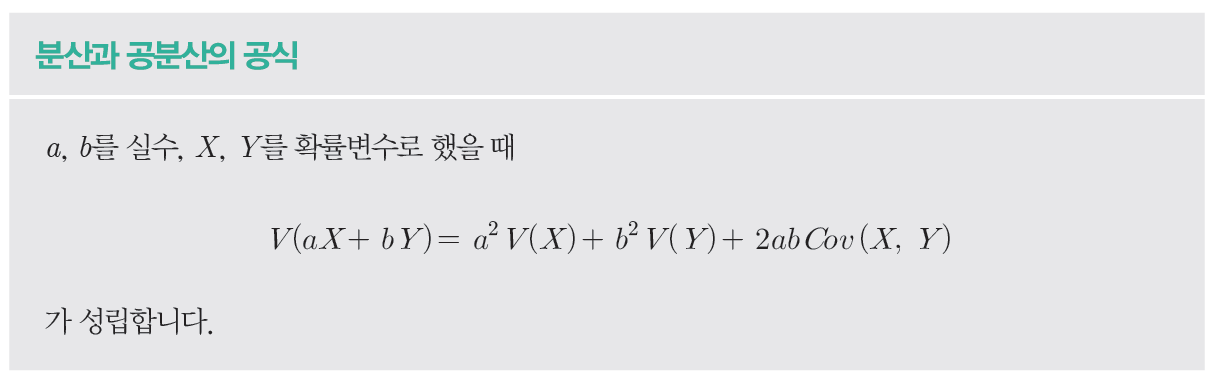 분산과 공분산의 공식
a, b를 실수, X, Y를 확률변수로 했을 때
V(aX + bY) = a² V(X) + b² V(Y) + 2abCov(X, Y)
가 성립합니다.